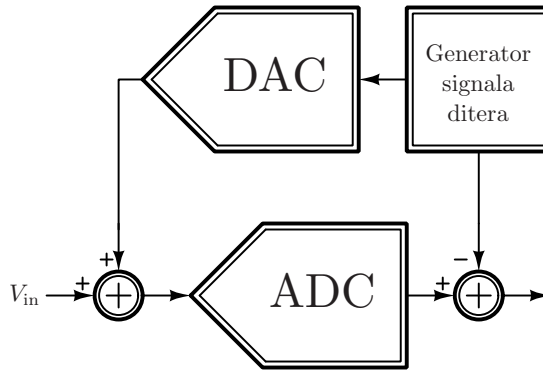 DAC
Generator
signala
ditera
+
−
V_in
+
+
ADC
+
+
+